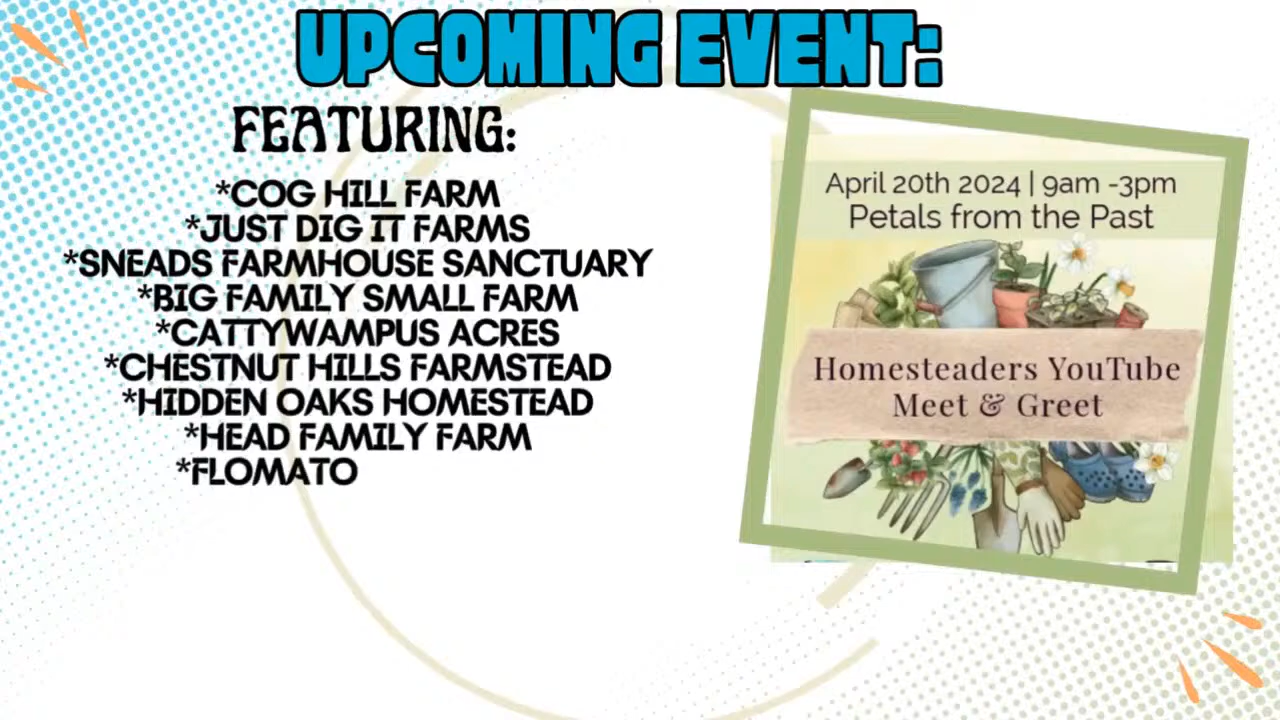 UPCOMING EVENT:
FEATURING:
*COG HILL FARM
*JUST DIG IT FARMS
*SNEADS FARMHOUSE SANCTUARY
*BIG FAMILY SMALL FARM
*CATTYWAMPUS ACRES
*CHESTNUT HILLS FARMSTEAD
*HIDDEN OAKS HOMESTEAD
*HEAD FAMILY FARM
*FLOMATO
April 20th 2024 | 9am -3pm
Petals from the Past
Homesteaders YouTube
Meet & Greet